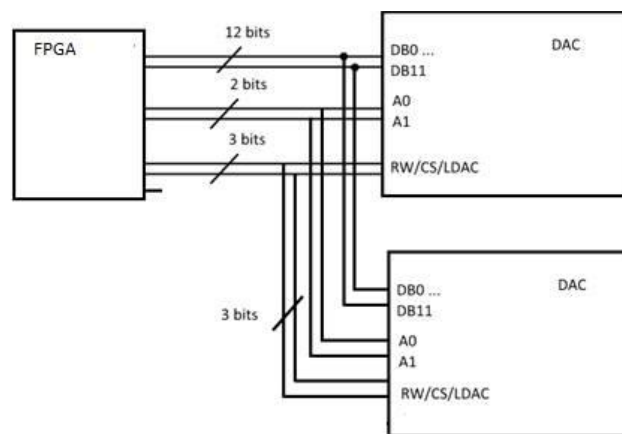 FPGA
12 bits
2 bits
3 bits
DB0 ...
DB11
A0
A1
RW/CS/LDAC
DAC
3 bits
DB0 ...
DB11
A0
A1
RW/CS/LDAC
DAC